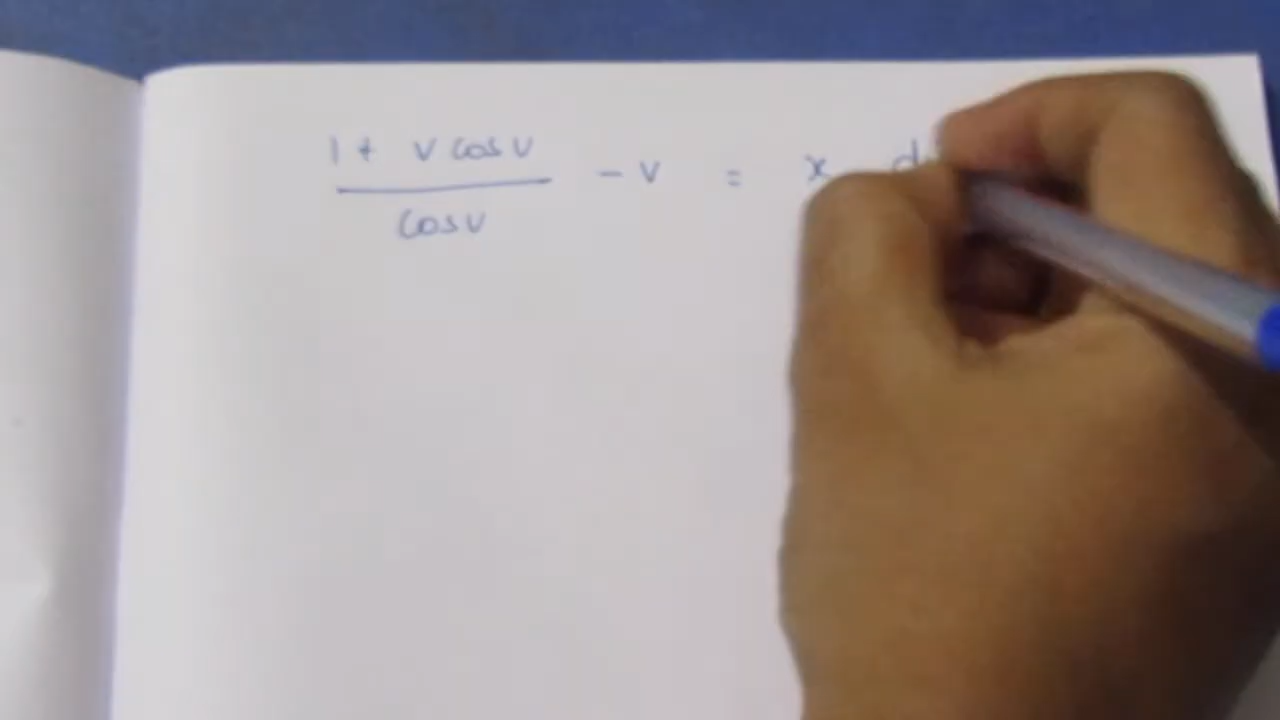 1 + v cos v / cos v - v = x d